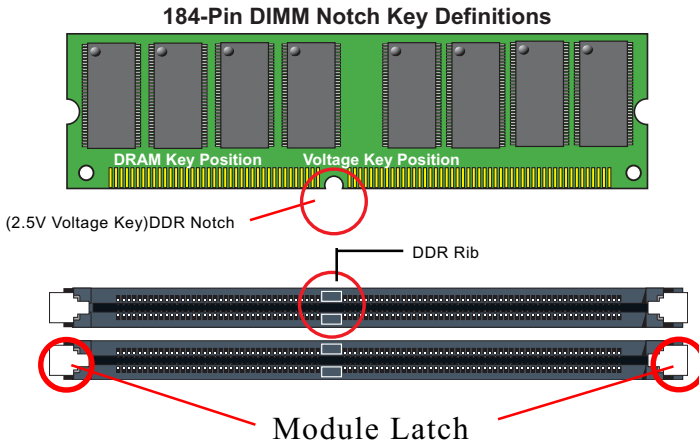 184-Pin DIMM Notch Key Definitions
DRAM Key Position Voltage Key Position
(2.5V Voltage Key)DDR Notch
DDR Rib
Module Latch